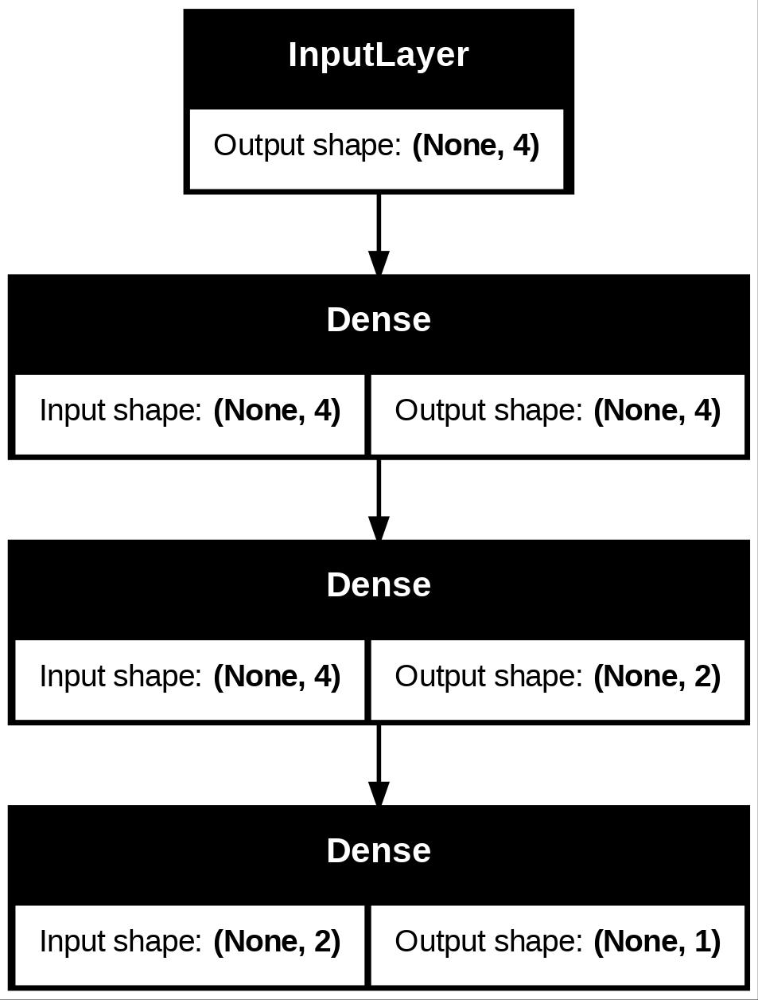 InputLayer
Output shape: (None, 4)
Dense
Input shape: (None, 4) Output shape: (None, 4)
Dense
Input shape: (None, 4) Output shape: (None, 2)
Dense
Input shape: (None, 2) Output shape: (None, 1)